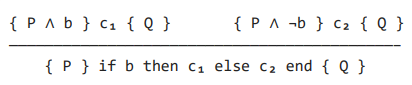 { P ∧ b } c₁ { Q }      { P ∧ ¬b } c₂ { Q }
{ P } if b then c₁ else c₂ end { Q }